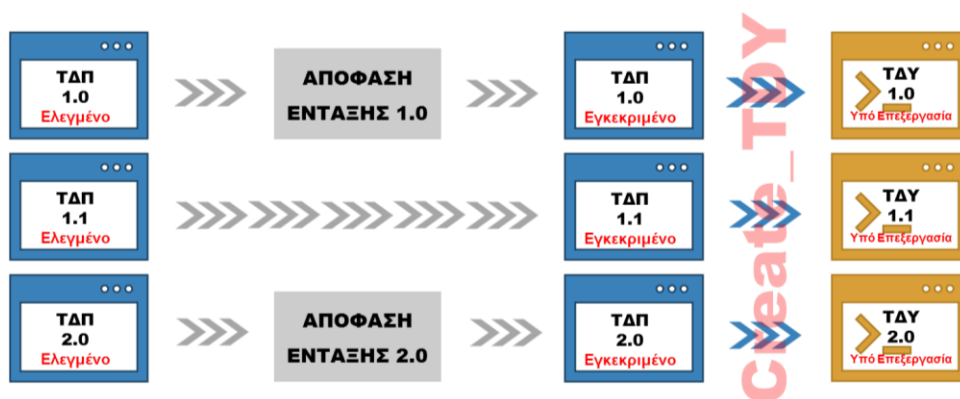 ΤΔΠ
1.0
Ελεγμένο
ΑΠΟΦΑΣΗ
ΕΝΤΑΞΗΣ 1.0
ΤΔΠ
1.0
Εγκεκριμένο
ΤΔΥ
1.0
Υπό Επεξεργασία
ΤΔΠ
1.1
Ελεγμένο
ΤΔΠ
1.1
Εγκεκριμένο
ΤΔΥ
1.1
Υπό Επεξεργασία
ΤΔΠ
2.0
Ελεγμένο
ΑΠΟΦΑΣΗ
ΕΝΤΑΞΗΣ 2.0
ΤΔΠ
2.0
Εγκεκριμένο
ΤΔΥ
2.0
Υπό Επεξεργασία
Create_ΤΔΥ